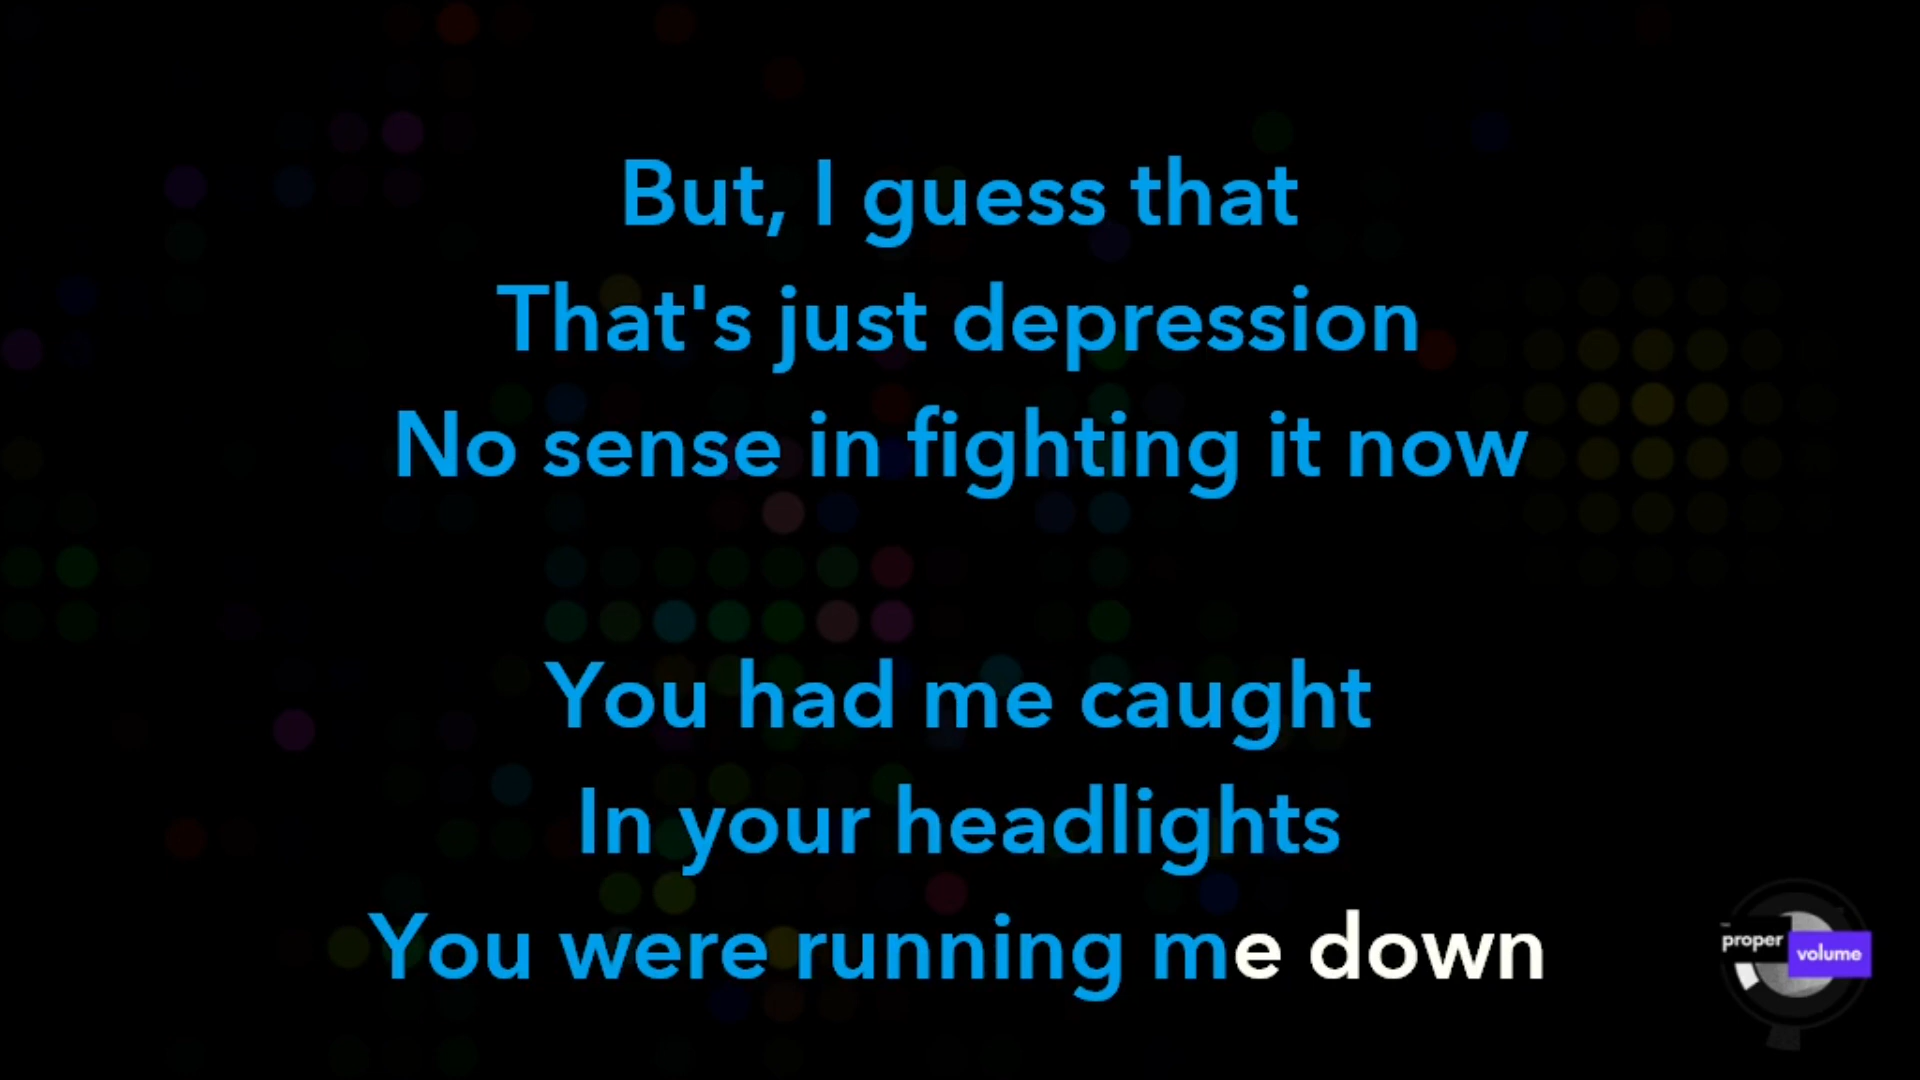 But, I guess that
That's just depression
No sense in fighting it now
You had me caught
In your headlights
You were running me down
proper
volume